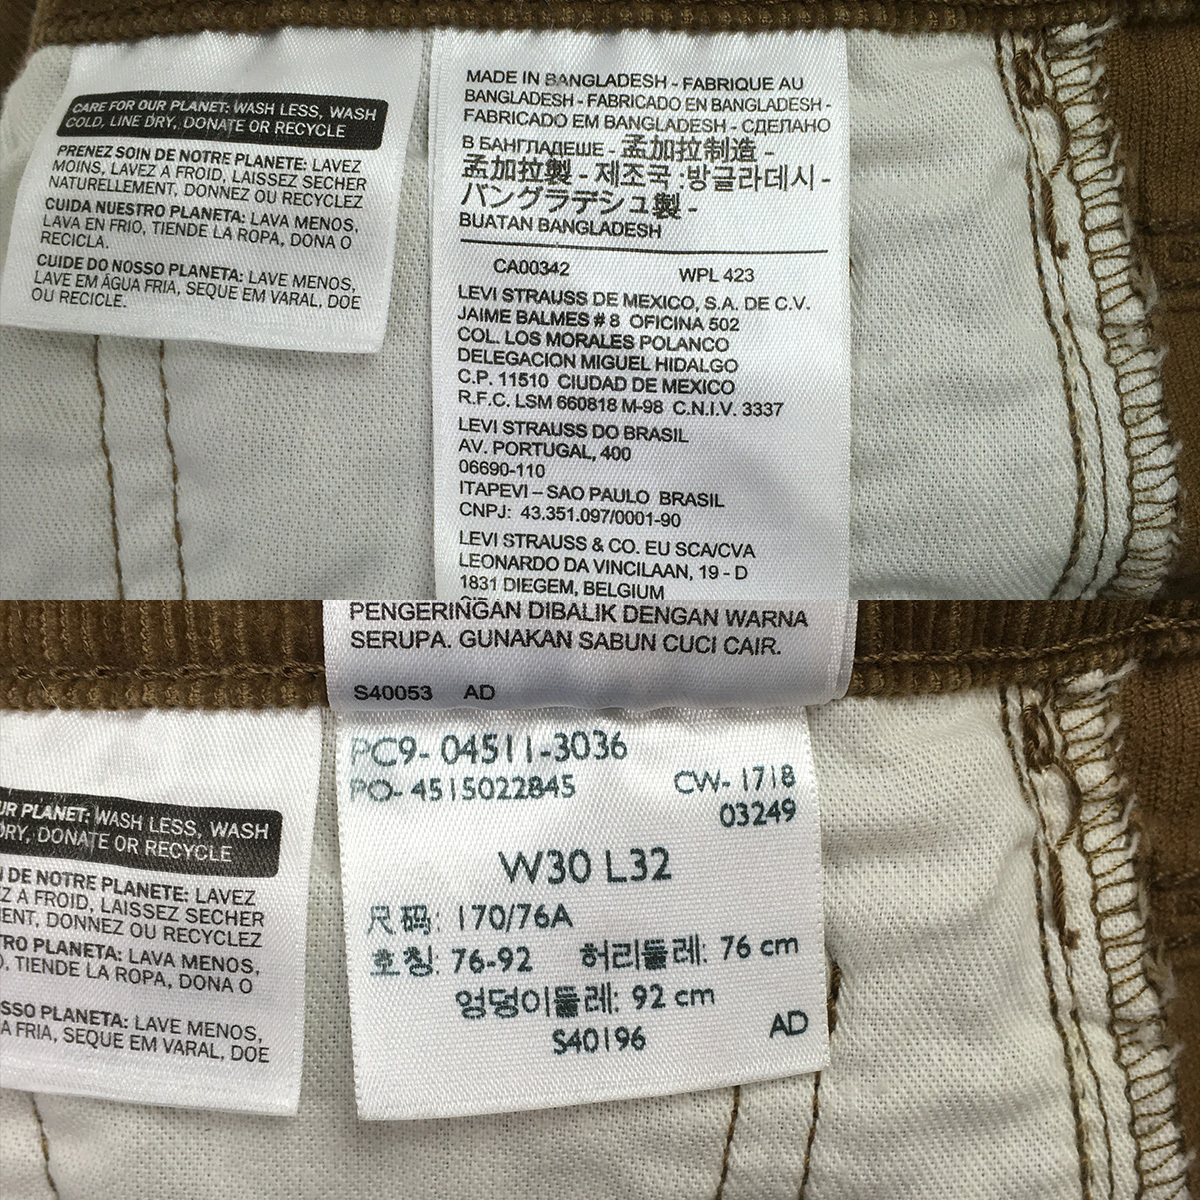 CARE FOR OUR PLANET: WASH LESS, WASH
COLD, LINE DRY, DONATE OR RECYCLE
PRENEZ SOIN DE NOTRE PLANETE: LAVEZ
MOINS, LAVEZ A FROID, LAISSEZ SECHER
NATURELLEMENT, DONNEZ OU RECYCLEZ
CUIDA NUESTRO PLANETA: LAVA MENOS,
LAVA EN FRIO, TIENDE LA ROPA, DONA O
RECICLA.
CUIDE DO NOSSO PLANETA: LAVE MENOS,
LAVE EM ÁGUA FRIA, SEQUE EM VARAL, DOE
OU RECICLE.
MADE IN BANGLADESH - FABRIQUE AU
BANGLADESH - FABRICADO EN BANGLADESH -
FABRICADO EM BANGLADESH - СДЕЛАНО
В БАНГЛАДЕШЕ - 孟加拉制造 -
孟加拉製 - 제조국 :방글라데시 -
バングラデシュ製 -
BUATAN BANGLADESH
CA00342 WPL 423
LEVI STRAUSS DE MEXICO, S.A. DE C.V.
JAIME BALMES # 8 OFICINA 502
COL. LOS MORALES POLANCO
DELEGACION MIGUEL HIDALGO
C.P. 11510 CIUDAD DE MEXICO
R.F.C. LSM 660818 M-98 C.N.I.V. 3337
LEVI STRAUSS DO BRASIL
AV. PORTUGAL, 400
06690-110
ITAPEVI – SAO PAULO BRASIL
CNPJ: 43.351.097/0001-90
LEVI STRAUSS & CO. EU SCA/CVA
LEONARDO DA VINCILAAN, 19 - D
1831 DIEGEM, BELGIUM
PENGERINGAN DIBALIK DENGAN WARNA
SERUPA. GUNAKAN SABUN CUCI CAIR.
S40053 AD
UR PLANET: WASH LESS, WASH
DRY, DONATE OR RECYCLE
DE NOTRE PLANETE: LAVEZ
Z A FROID, LAISSEZ SECHER
ENT, DONNEZ OU RECYCLEZ
TRO PLANETA: LAVA MENOS,
TIENDE LA ROPA, DONA O
SSO PLANETA: LAVE MENOS,
A FRIA, SEQUE EM VARAL, DOE
PC9- 04511-3036
PO- 4515022845 CW- 1718
03249
W30 L32
尺码: 170/76A
호칭: 76-92 허리둘레: 76 cm
엉덩이둘레: 92 cm
S40196 AD